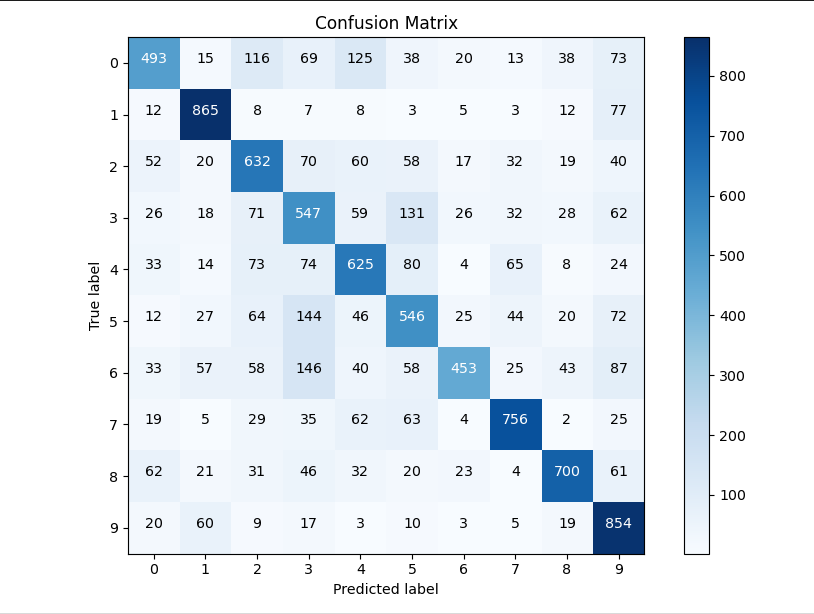 Confusion Matrix
0 493 15 116 69 125 38 20 13 38 73
1 12 865 8 7 8 3 5 3 12 77
2 52 20 632 70 60 58 17 32 19 40
3 26 18 71 547 59 131 26 32 28 62
4 33 14 73 74 625 80 4 65 8 24
5 12 27 64 144 46 546 25 44 20 72
6 33 57 58 146 40 58 453 25 43 87
7 19 5 29 35 62 63 4 756 2 25
8 62 21 31 46 32 20 23 4 700 61
9 20 60 9 17 3 10 3 5 19 854
0 1 2 3 4 5 6 7 8 9
Predicted label
True label
800
700
600
500
400
300
200
100